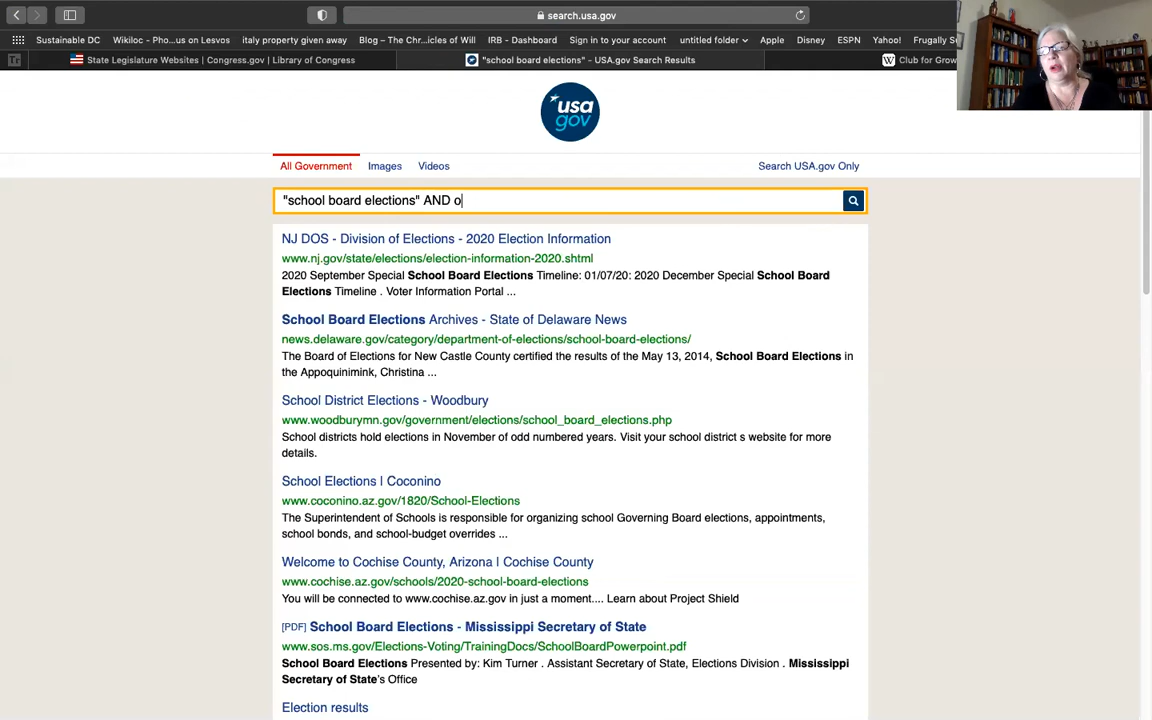 search.usa.gov
Sustainable DC Wikiloc - Pho...us on Lesvos italy property given away Blog – The Chr...icles of Will IRB - Dashboard Sign in to your account untitled folder Apple Disney ESPN Yahoo! Frugally
State Legislature Websites | Congress.gov | Library of Congress "school board elections" - USA.gov Search Results W Club for
usa
gov
All Government Images Videos Search USA.gov Only
"school board elections" AND o
NJ DOS - Division of Elections - 2020 Election Information
www.nj.gov/state/elections/election-information-2020.shtml
2020 September Special School Board Elections Timeline: 01/07/20: 2020 December Special School Board
Elections Timeline . Voter Information Portal ...
School Board Elections Archives - State of Delaware News
news.delaware.gov/category/department-of-elections/school-board-elections/
The Board of Elections for New Castle County certified the results of the May 13, 2014, School Board Elections in
the Appoquinimink, Christina ...
School District Elections - Woodbury
www.woodburymn.gov/government/elections/school_board_elections.php
School districts hold elections in November of odd numbered years. Visit your school district s website for more
details.
School Elections | Coconino
www.coconino.az.gov/1820/School-Elections
The Superintendent of Schools is responsible for organizing school Governing Board elections, appointments,
school bonds, and school-budget overrides ...
Welcome to Cochise County, Arizona | Cochise County
www.cochise.az.gov/schools/2020-school-board-elections
You will be connected to www.cochise.az.gov in just a moment.... Learn about Project Shield
[PDF] School Board Elections - Mississippi Secretary of State
www.sos.ms.gov/Elections-Voting/TrainingDocs/SchoolBoardPowerpoint.pdf
School Board Elections Presented by: Kim Turner . Assistant Secretary of State, Elections Division . Mississippi
Secretary of State's Office
Election results